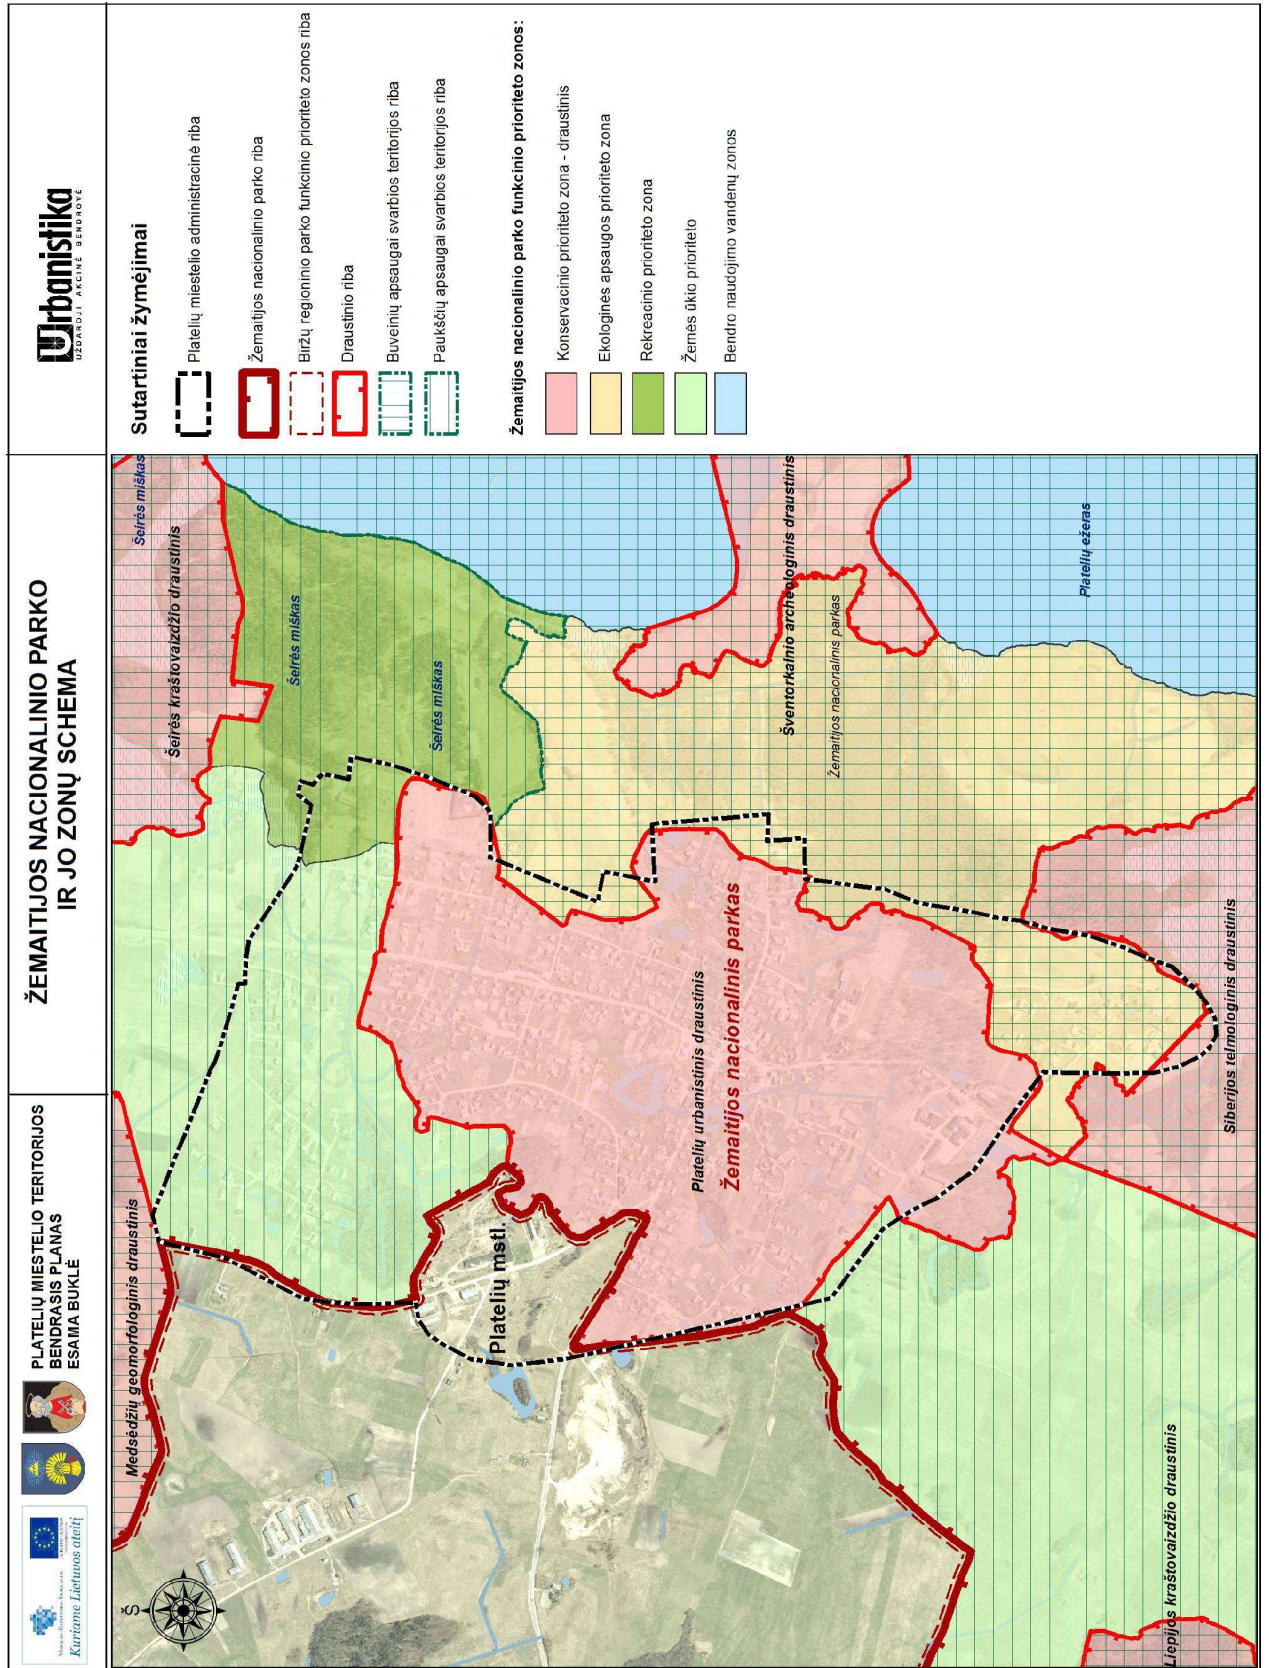 Kuriame Lietuvos ateitį
PLATELIŲ MIESTELIO TERITORIJOS
BENDRASIS PLANAS
ESAMA BUKLĖ
ŽEMAITIJOS NACIONALINIO PARKO
IR JO ZONŲ SCHEMA
Urbanistika
UŽDAROJI AKCINĖ BENDROVĖ
Sutartiniai žymėjimai
Platelių miestelio administracinė riba
Žemaitijos nacionalinio parko riba
Biržų regioninio parko funkcinio prioriteto zonos riba
Draustinio riba
Buveinių apsaugai svarbios teritorijos riba
Paukščių apsaugai svarbios teritorijos riba
Žemaitijos nacionalinio parko funkcinio prioriteto zonos:
Konservacinio prioriteto zona - draustinis
Ekologinės apsaugos prioriteto zona
Rekreacinio prioriteto zona
Žemės ūkio prioriteto
Bendro naudojimo vandenų zonos
Š
Medsėdžių geomorfologinis draustinis
Šeirės kraštovaizdžio draustinis
Šeirės miškas
Šeirės miškas
Šeirės miškas
Platelių mstl.
Platelių urbanistinis draustinis
Žemaitijos nacionalinis parkas
Šventorkalnio archeologinis draustinis
Žemaitijos nacionalinis parkas
Platelių ežeras
Liepijos kraštovaizdžio draustinis
Siberijos telmologinis draustinis